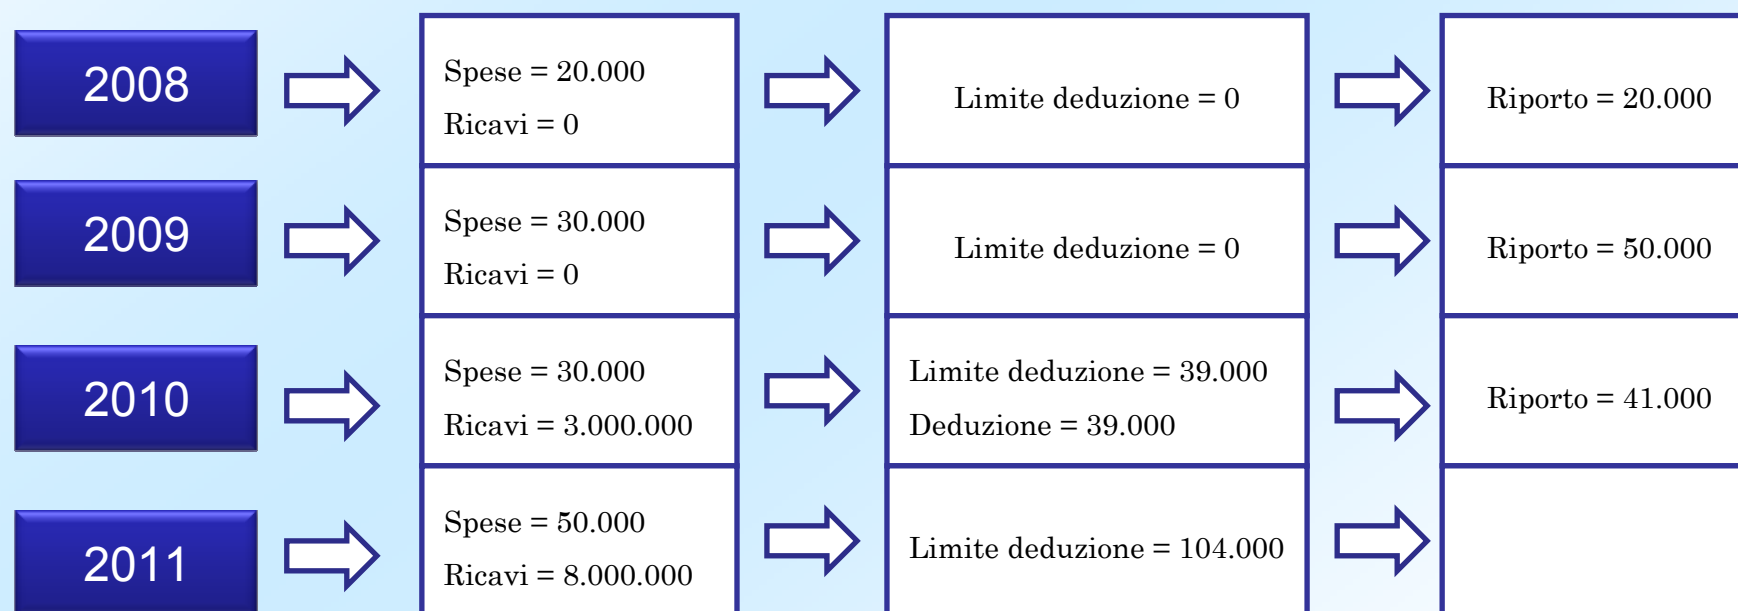 2008
Spese = 20.000
Ricavi = 0
Limite deduzione = 0
Riporto = 20.000
2009
Spese = 30.000
Ricavi = 0
Limite deduzione = 0
Riporto = 50.000
2010
Spese = 30.000
Ricavi = 3.000.000
Limite deduzione = 39.000
Deduzione = 39.000
Riporto = 41.000
2011
Spese = 50.000
Ricavi = 8.000.000
Limite deduzione = 104.000